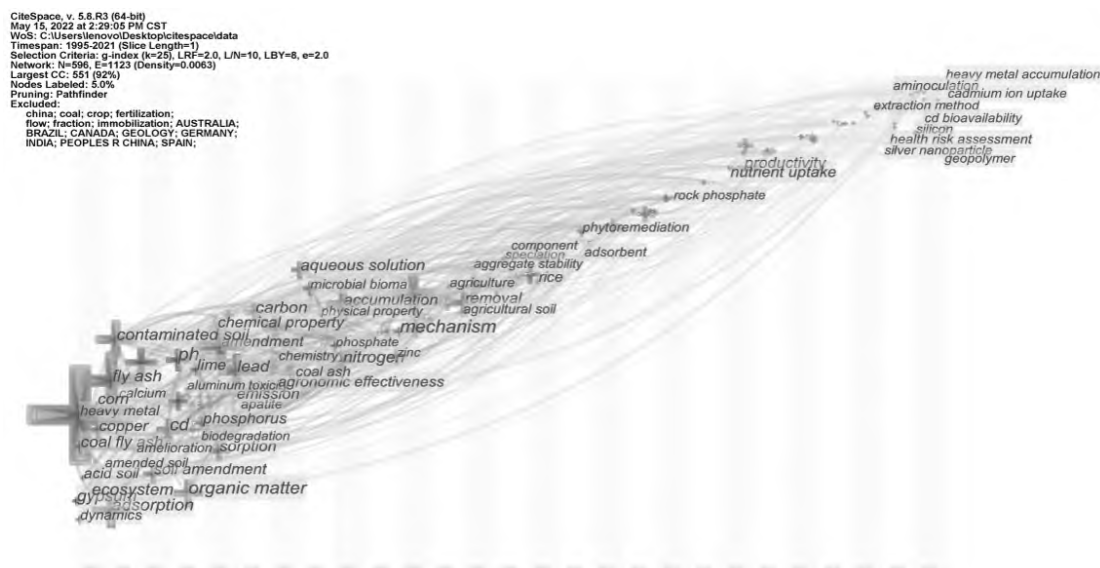 CiteSpace, v. 5.8.R3 (64-bit)
May 15, 2022 at 2:29:05 PM CST
WoS: C:\Users\lenovo\Desktop\citespace\data
Timespan: 1995-2021 (Slice Length=1)
Selection Criteria: g-index (k=25), LRF=2.0, L/N=10, LBY=8, e=2.0
Network: N=596, E=1123 (Density=0.0063)
Largest CC: 551 (92%)
Nodes Labeled: 5.0%
Pruning: Pathfinder
Excluded:
china; coal; crop; fertilization;
flow; fraction; immobilization; AUSTRALIA;
BRAZIL; CANADA; GEOLOGY; GERMANY;
INDIA; PEOPLES R CHINA; SPAIN;
heavy metal accumulation
aminoculation
cadmium ion uptake
extraction method
cd bioavailability
silicon
health risk assessment
silver nanoparticle
geopolymer
productivity
nutrient uptake
rock phosphate
phytoremediation
component
speciation
adsorbent
aggregate stability
aqueous solution
rice
microbial bioma
agriculture
accumulation
removal
carbon
physical property
agricultural soil
chemical property
mechanism
contaminated soil
amendment
phosphate
ph
chemistry
nitrogen
zinc
lime
lead
coal ash
fly ash
aluminum toxicity
agronomic effectiveness
calcium
emission
corn
apatite
heavy metal
phosphorus
copper
cd
biodegradation
coal fly ash
amelioration
sorption
amended soil
acid soil
soil amendment
ecosystem
organic matter
gypsum
adsorption
dynamics